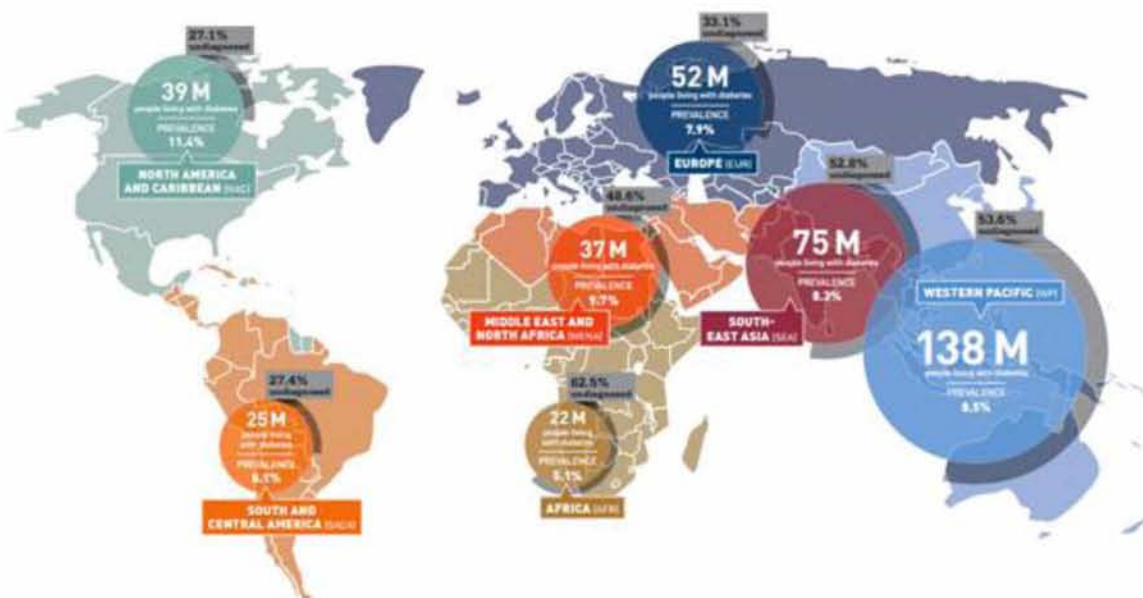 27.1%
undiagnosed
39 M
people living with diabetes
PREVALENCE
11.4%
NORTH AMERICA
AND CARIBBEAN (NAC)
33.1%
undiagnosed
52 M
people living with diabetes
PREVALENCE
7.9%
EUROPE (EUR)
48.6%
undiagnosed
37 M
people living with diabetes
PREVALENCE
9.7%
MIDDLE EAST AND
NORTH AFRICA (MENA)
52.8%
undiagnosed
75 M
people living with diabetes
PREVALENCE
8.3%
SOUTH-
EAST ASIA (SEA)
53.6%
undiagnosed
WESTERN PACIFIC (WP)
138 M
people living with diabetes
PREVALENCE
8.5%
27.4%
undiagnosed
25 M
people living
with diabetes
PREVALENCE
8.1%
SOUTH AND
CENTRAL AMERICA (SACA)
62.5%
undiagnosed
22 M
people living
with diabetes
PREVALENCE
5.1%
AFRICA (AFR)